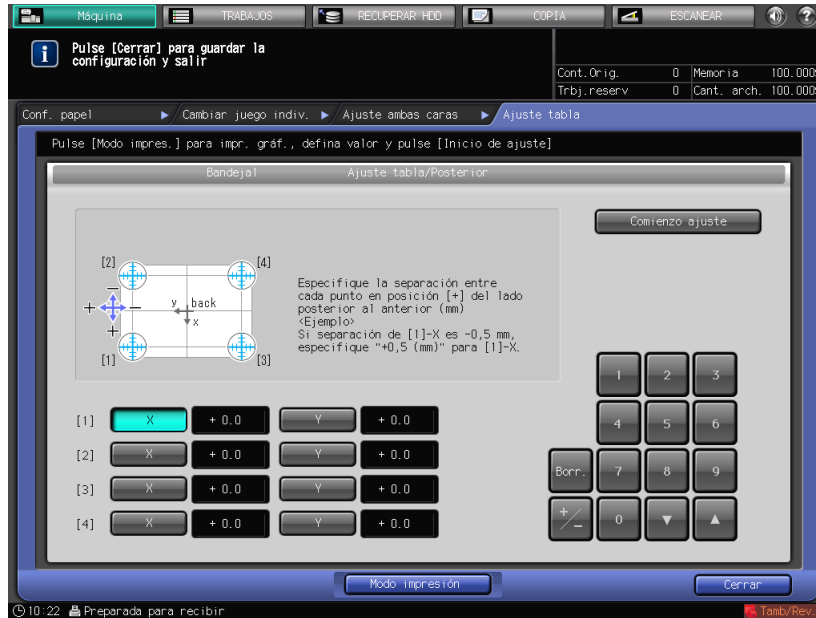 Máquina
TRABAJOS
RECUPERAR HDD
COPIA
ESCANEAR
Pulse [Cerrar] para guardar la
configuración y salir
Cont.Orig. 0 Memoria 100.000%
Trbj.reserv 0 Cant. arch. 100.000%
Conf. papel
Cambiar juego indiv.
Ajuste ambas caras
Ajuste tabla
Pulse [Modo impres.] para impr. gráf., defina valor y pulse [Inicio de ajuste]
Bandeja1 Ajuste tabla/Posterior
Comienzo ajuste
[2] [4]
y back
x
[1] [3]
− + − +
Especifique la separación entre
cada punto en posición [+] del lado
posterior al anterior (mm)
<Ejemplo>
Si separación de [1]-X es -0,5 mm,
especifique "+0,5 (mm)" para [1]-X.
[1] X + 0.0 Y + 0.0
[2] X + 0.0 Y + 0.0
[3] X + 0.0 Y + 0.0
[4] X + 0.0 Y + 0.0
1 2 3
4 5 6
Borr. 7 8 9
+/− 0 ▼ ▲
Modo impresión
Cerrar
10:22 Preparada para recibir
Tamb/Rev.